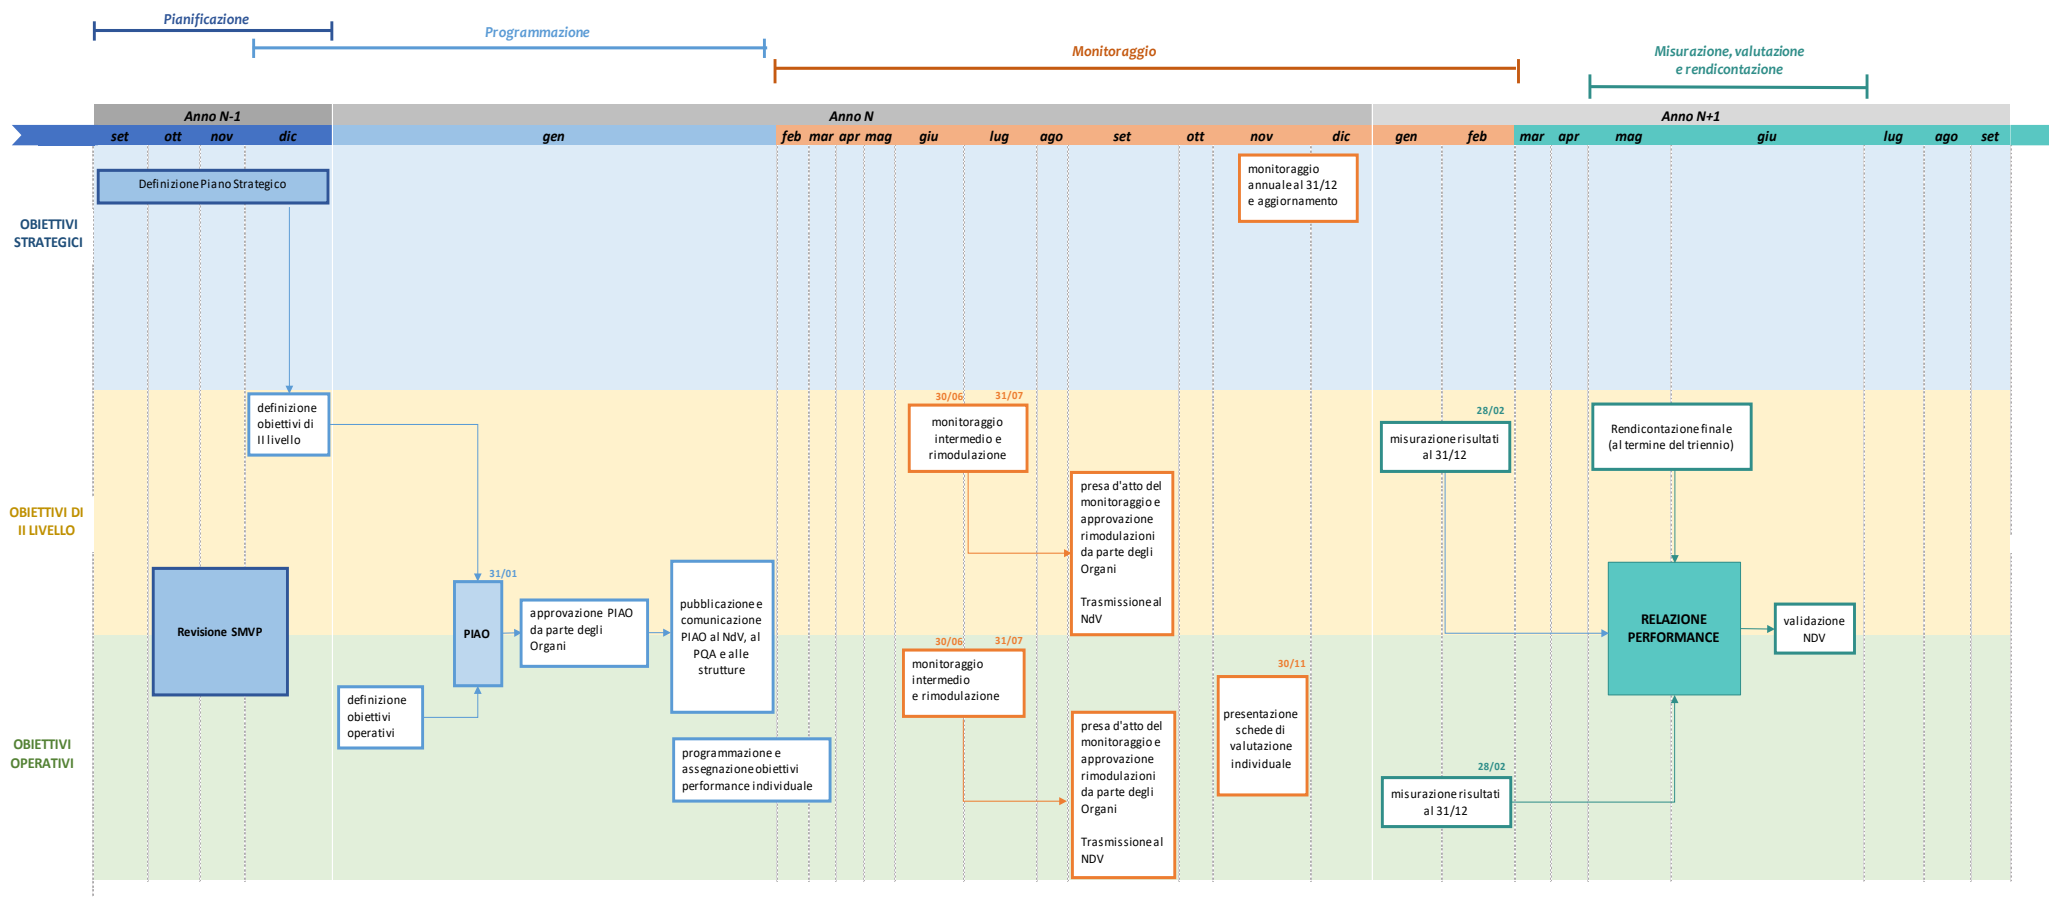 Pianificazione
Programmazione
Monitoraggio
Misurazione, valutazione
e rendicontazione
Anno N-1
Anno N
Anno N+1
set ott nov dic gen feb mar apr mag giu lug ago set ott nov dic gen feb mar apr mag giu lug ago set
OBIETTIVI
STRATEGICI
Definizione Piano Strategico
monitoraggio
annuale al 31/12
e aggiornamento
OBIETTIVI DI
II LIVELLO
definizione
obiettivi di
II livello
30/06 31/07
monitoraggio
intermedio e
rimodulazione
presa d'atto del
monitoraggio e
approvazione
rimodulazioni
da parte degli
Organi
Trasmissione al
NdV
28/02
misurazione risultati
al 31/12
Rendicontazione finale
(al termine del triennio)
Revisione SMVP
31/01
PIAO
approvazione PIAO
da parte degli
Organi
pubblicazione e
comunicazione
PIAO al NdV, al
PQA e alle
strutture
RELAZIONE
PERFORMANCE
validazione
NDV
OBIETTIVI
OPERATIVI
definizione
obiettivi
operativi
programmazione e
assegnazione obiettivi
performance individuale
30/06 31/07
monitoraggio
intermedio
e rimodulazione
presa d'atto del
monitoraggio e
approvazione
rimodulazioni
da parte degli
Organi
Trasmissione al
NDV
30/11
presentazione
schede di
valutazione
individuale
28/02
misurazione risultati
al 31/12